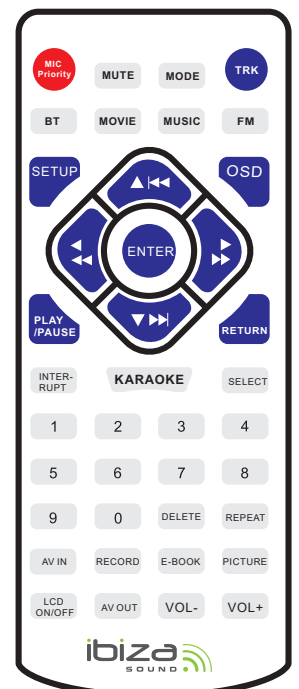 MIC
Priority
MUTE
MODE
TRK
BT
MOVIE
MUSIC
FM
SETUP
OSD
ENTER
PLAY
/PAUSE
RETURN
INTER-
RUPT
KARAOKE
SELECT
1 2 3 4
5 6 7 8
9 0 DELETE REPEAT
AV IN RECORD E-BOOK PICTURE
LCD
ON/OFF
AV OUT VOL- VOL+
ibiza
SOUND